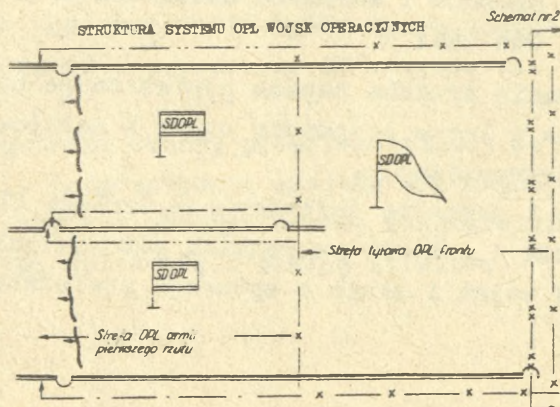 Schemat nr 2
STRUKTURA SYSTEMU OPL WOJSK OPERACYJNYCH
SDOPL
SDOPL
Strefa tyłowa OPL frontu
SDOPL
Strefa OPL armii
pierwszego rzutu